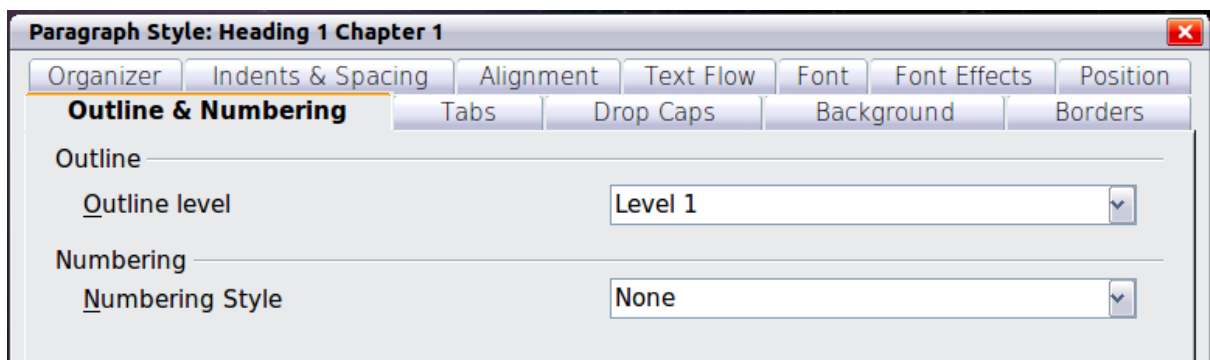 Paragraph Style: Heading 1 Chapter 1
Organizer Indents & Spacing Alignment Text Flow Font Font Effects Position
Outline & Numbering Tabs Drop Caps Background Borders
Outline
Outline level Level 1
Numbering
Numbering Style None